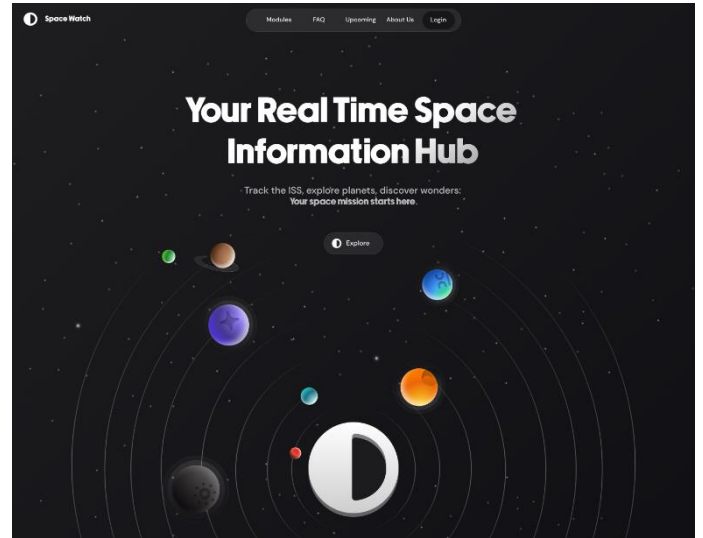 Space Watch
Modules FAQ Upcoming About Us Login
Your Real Time Space
Information Hub
Track the ISS, explore planets, discover wonders:
Your space mission starts here.
Explore